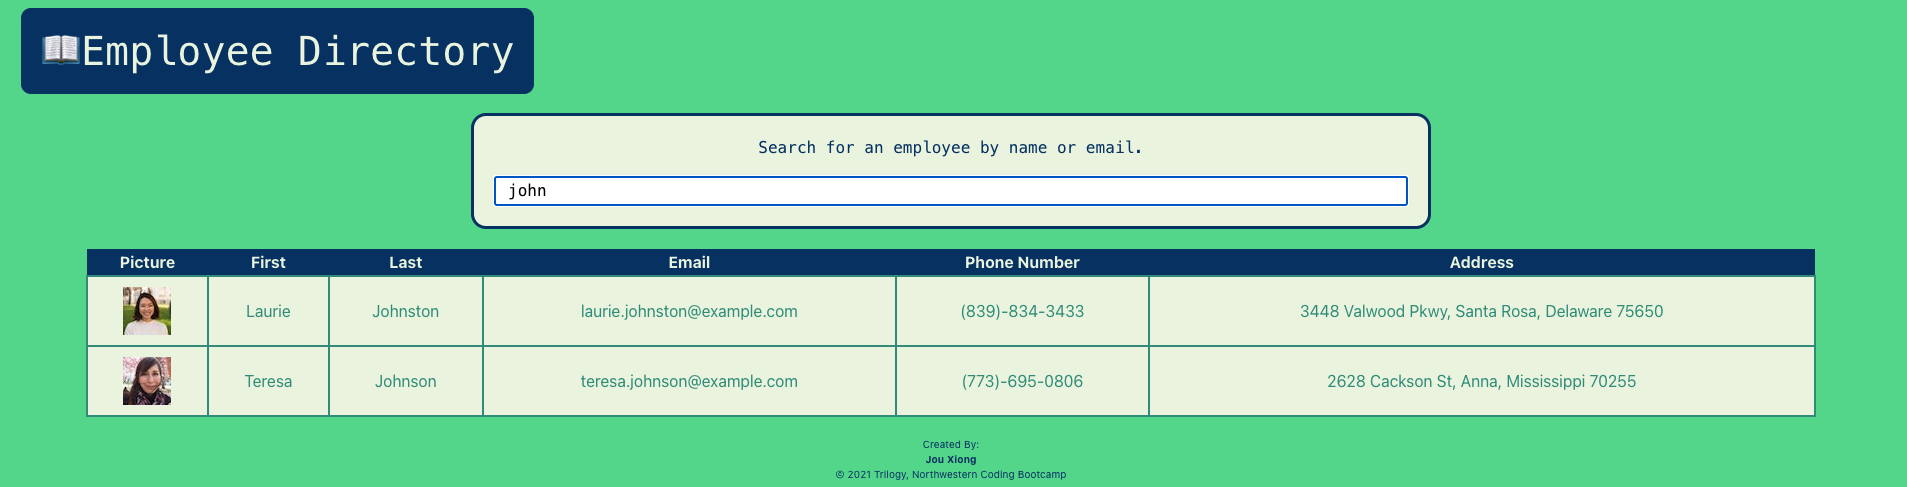 📖Employee Directory
Search for an employee by name or email.
john
Picture First Last Email Phone Number Address
Laurie Johnston laurie.johnston@example.com (839)-834-3433 3448 Valwood Pkwy, Santa Rosa, Delaware 75650
Teresa Johnson teresa.johnson@example.com (773)-695-0806 2628 Cackson St, Anna, Mississippi 70255
Created By:
Jou Xiong
© 2021 Trilogy, Northwestern Coding Bootcamp